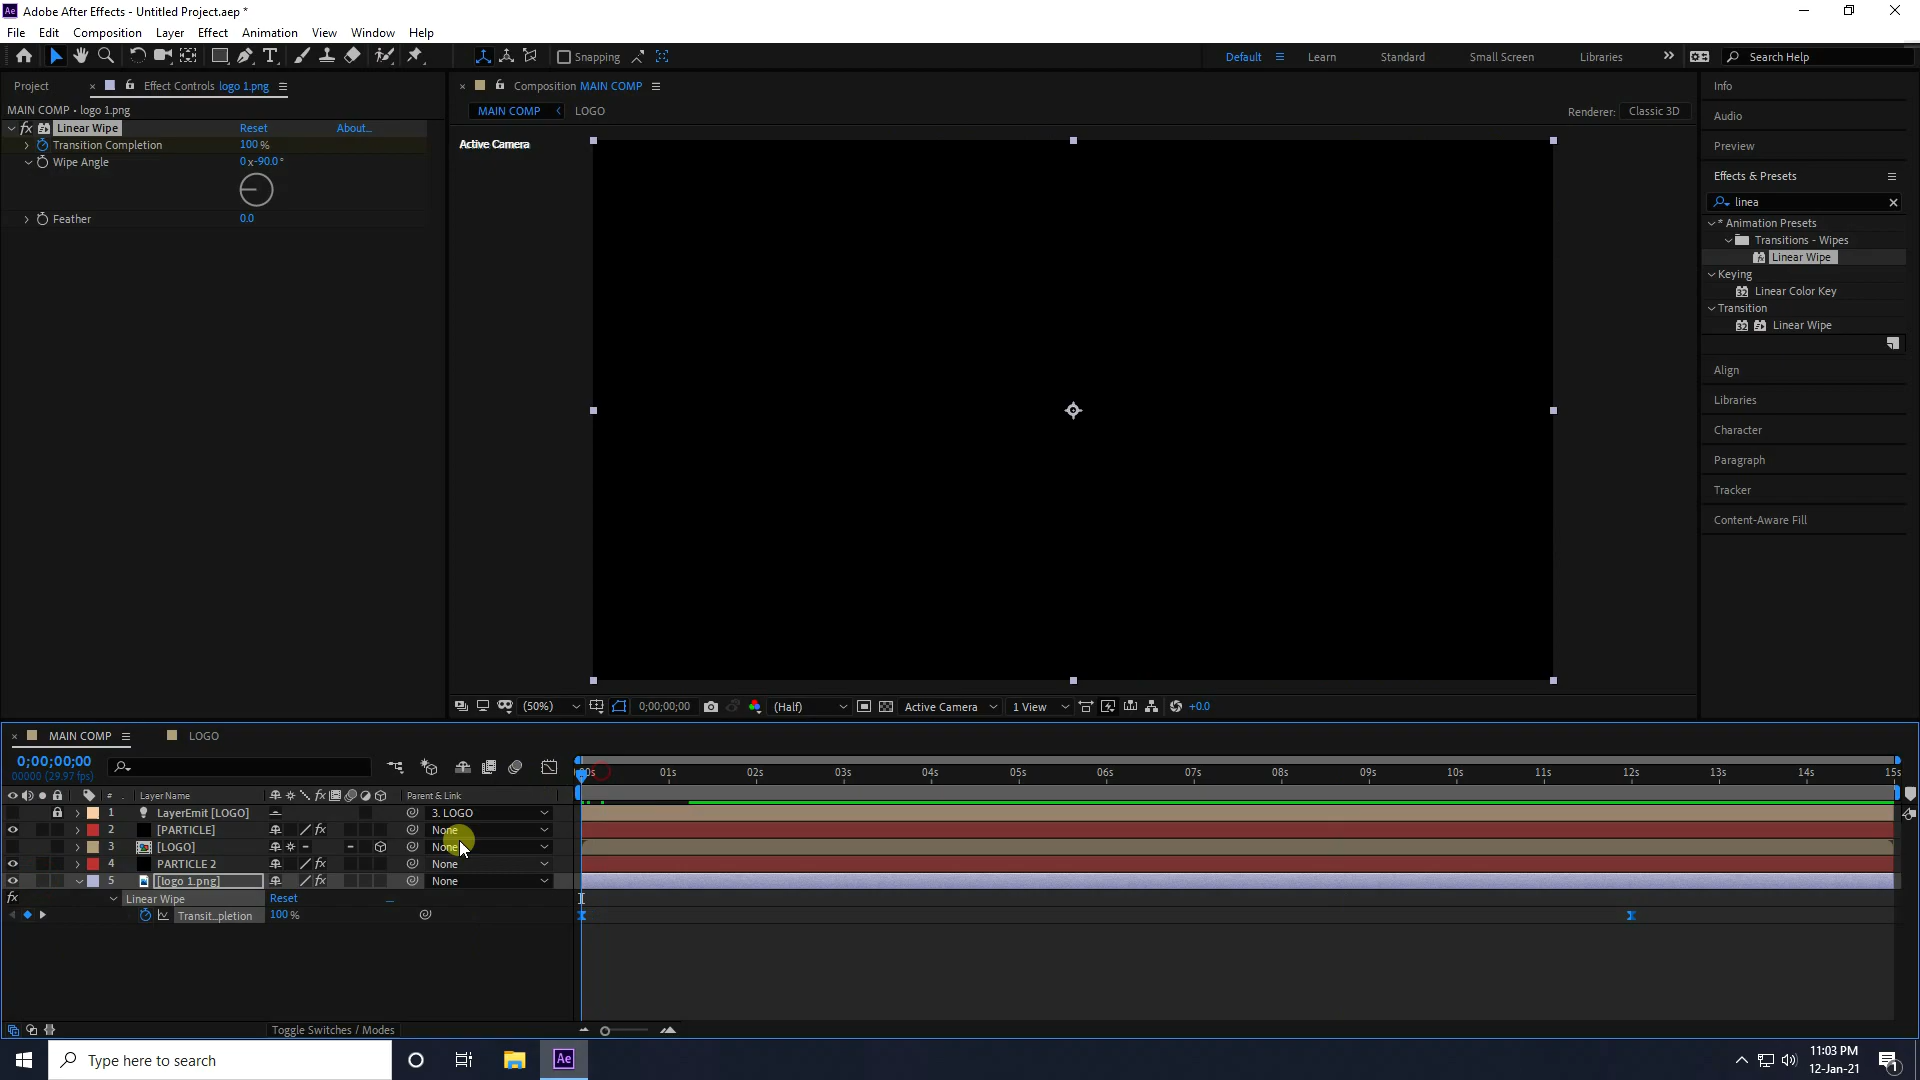 Adobe After Effects - Untitled Project.aep *
File Edit Composition Layer Effect Animation View Window Help
Snapping
Default Learn Standard Small Screen Libraries
Search Help
Project
Effect Controls logo 1.png
MAIN COMP • logo 1.png
fx Linear Wipe Reset About...
Transition Completion 100 %
Wipe Angle 0 x-90.0 °
Feather 0.0
Composition MAIN COMP
MAIN COMP LOGO
Renderer: Classic 3D
Active Camera
(50%) 0;00;00;00 (Half) Active Camera 1 View +0.0
Info
Audio
Preview
Effects & Presets
linea
* Animation Presets
Transitions - Wipes
Linear Wipe
Keying
32 Linear Color Key
Transition
32 Linear Wipe
Align
Libraries
Character
Paragraph
Tracker
Content-Aware Fill
MAIN COMP LOGO
0;00;00;00
00000 (29.97 fps)
01s 02s 03s 04s 05s 06s 07s 08s 09s 10s 11s 12s 13s 14s 15s
# Layer Name fx Parent & Link
1 LayerEmit [LOGO] 3. LOGO
2 [PARTICLE] fx None
3 [LOGO] None
4 PARTICLE 2 fx None
5 [logo 1.png] fx None
fx Linear Wipe Reset
Transit...pletion 100 %
Toggle Switches / Modes
Type here to search
Ae
11:03 PM
12-Jan-21
1